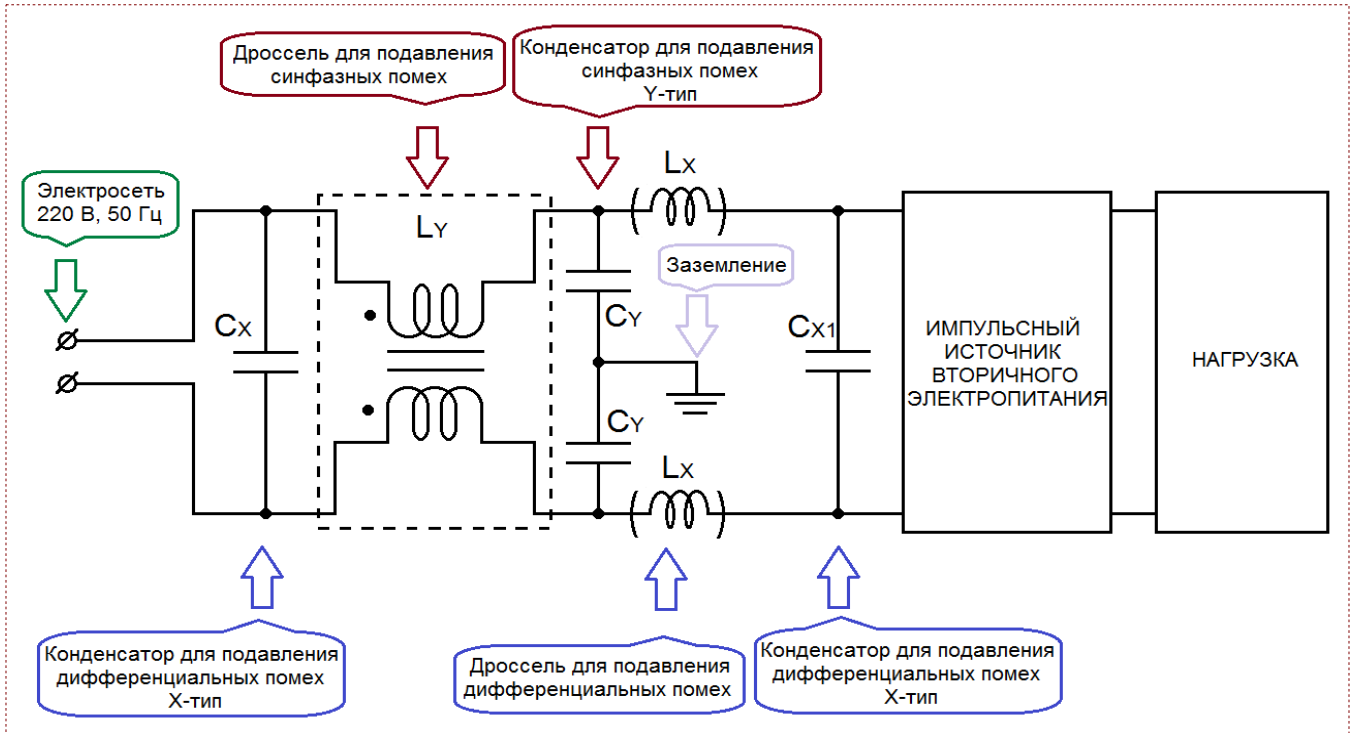 Дроссель для подавления
синфазных помех
Конденсатор для подавления
синфазных помех
Y-тип
Электросеть
220 В, 50 Гц
LY
LX
Заземление
CX
CY
CX1
CY
LX
ИМПУЛЬСНЫЙ
ИСТОЧНИК
ВТОРИЧНОГО
ЭЛЕКТРОПИТАНИЯ
НАГРУЗКА
Конденсатор для подавления
дифференциальных помех
X-тип
Дроссель для подавления
дифференциальных помех
Конденсатор для подавления
дифференциальных помех
X-тип